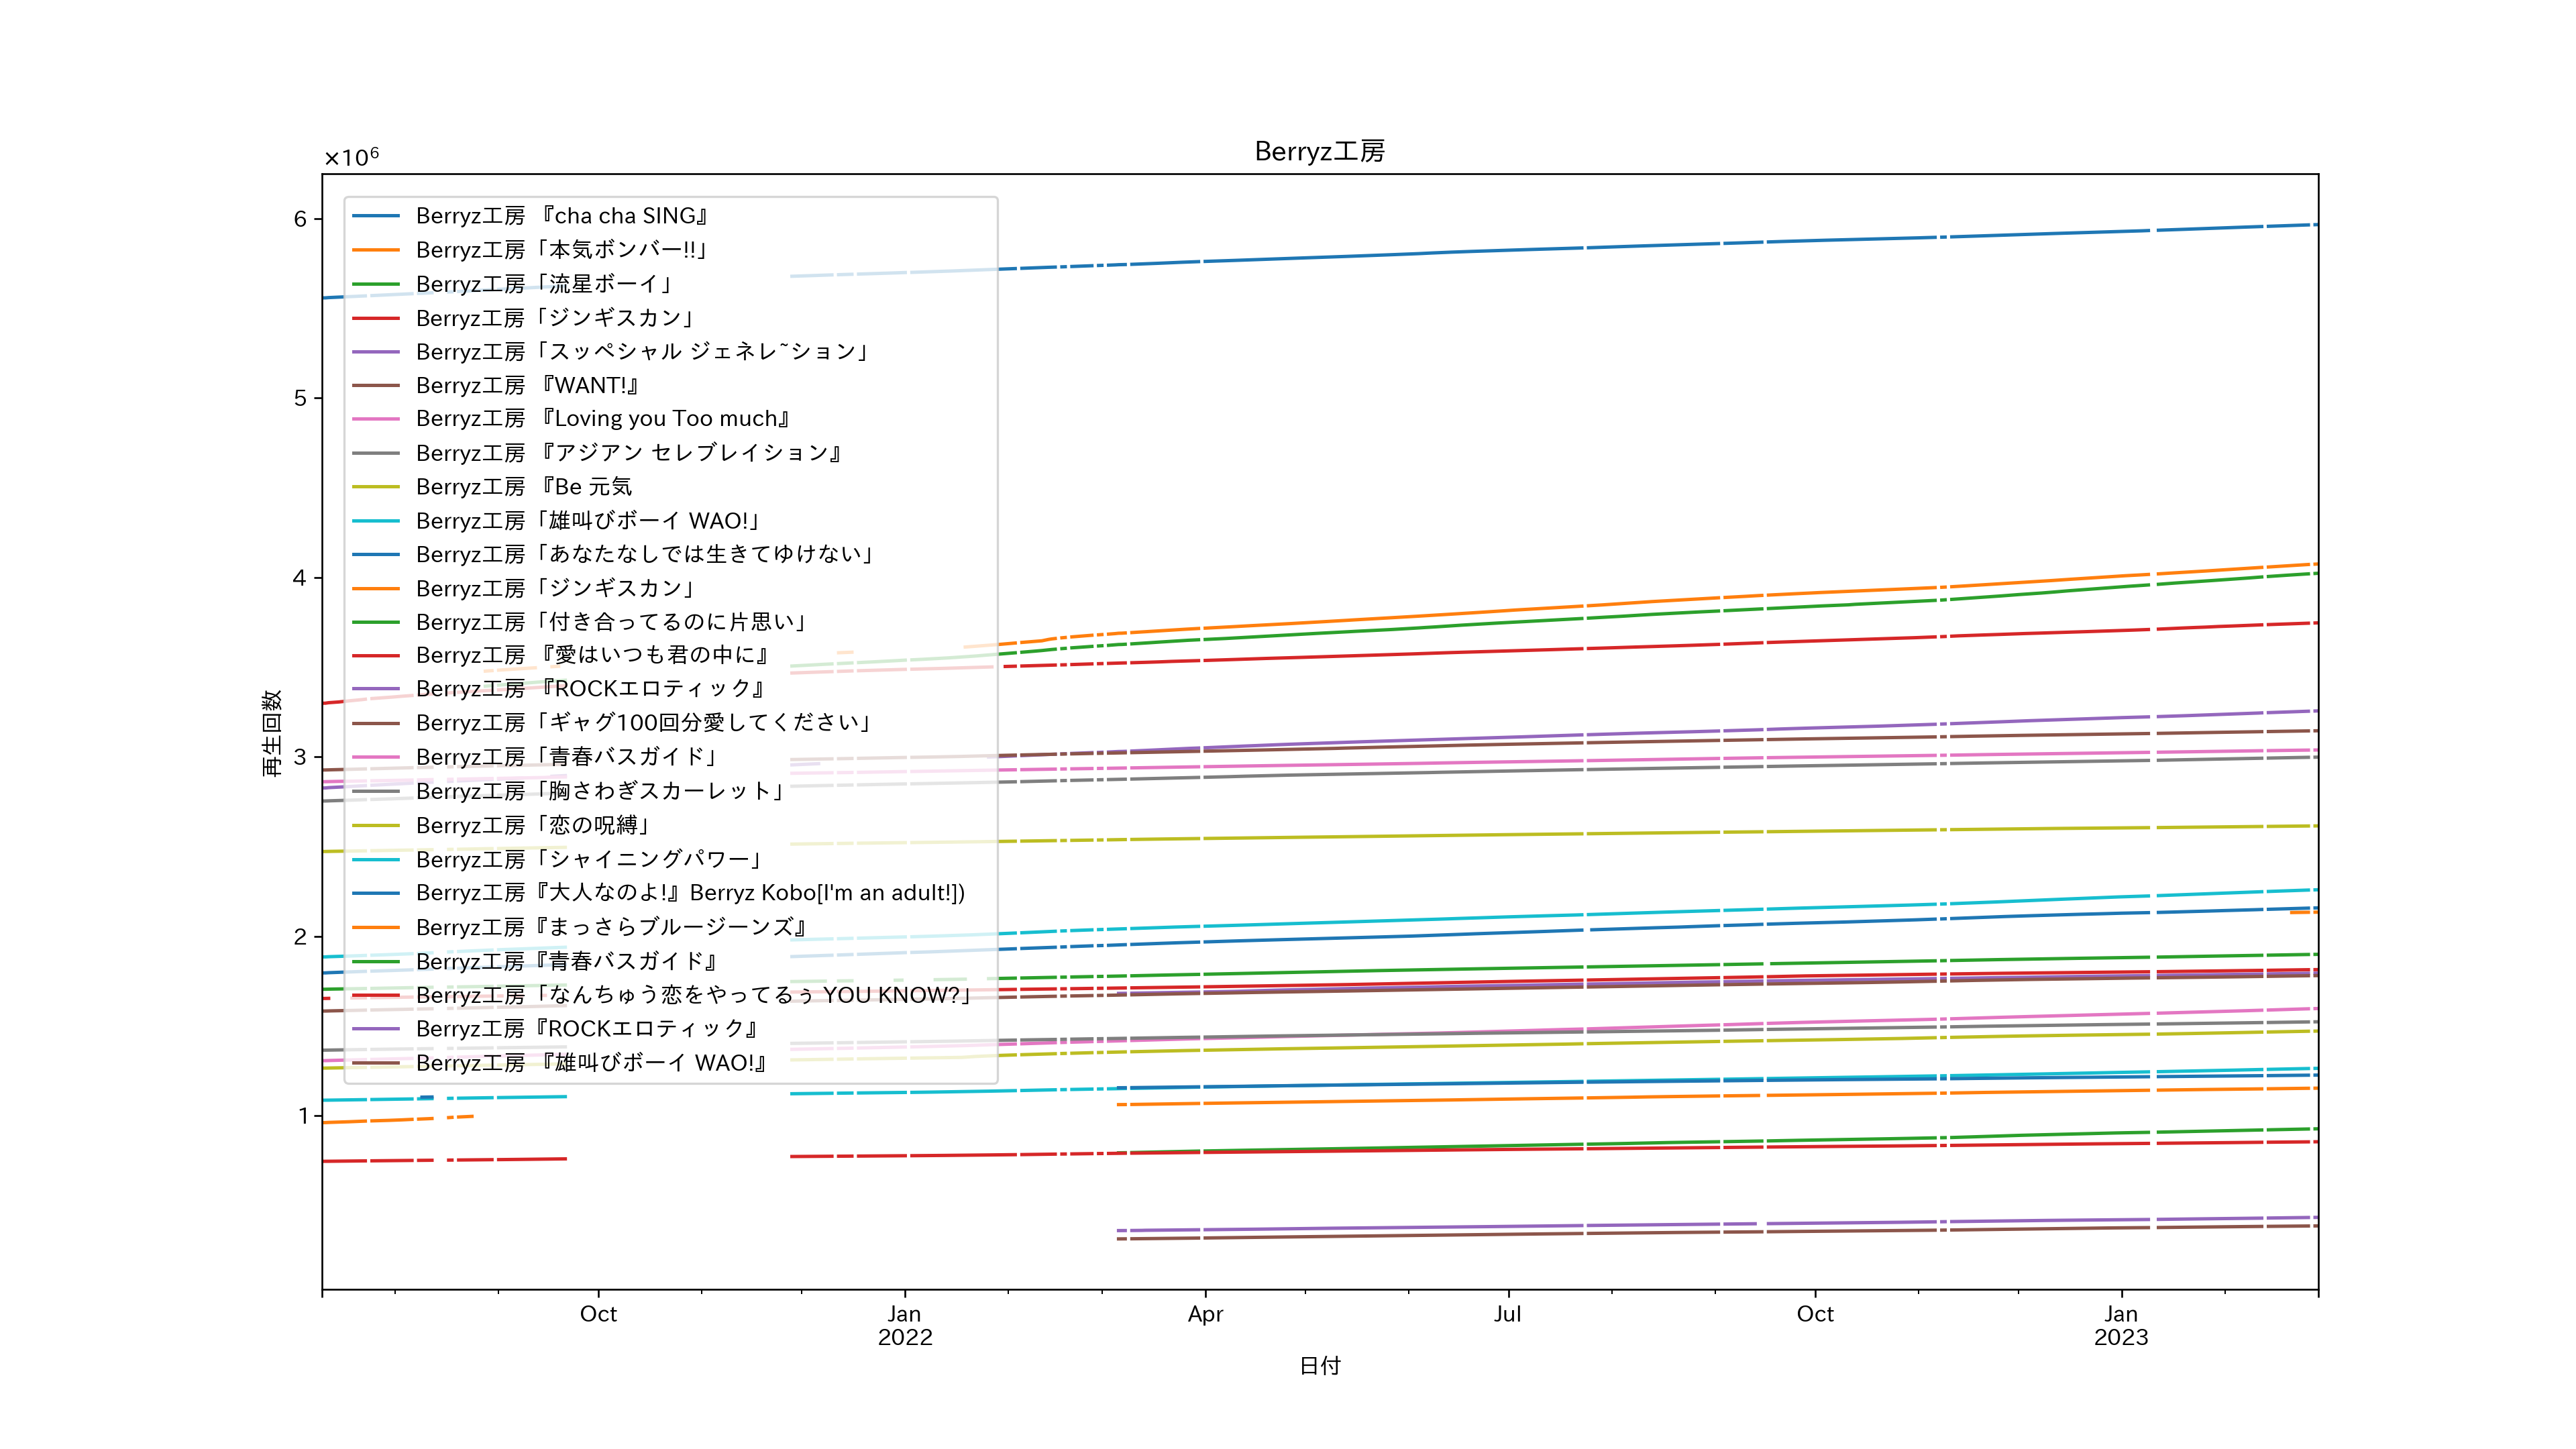 Berryz工房
×10⁶
Berryz工房 『cha cha SING』
Berryz工房「本気ボンバー!!」
Berryz工房「流星ボーイ」
Berryz工房「ジンギスカン」
Berryz工房「スッペシャル ジェネレ~ション」
Berryz工房 『WANT!』
Berryz工房 『Loving you Too much』
Berryz工房 『アジアン セレブレイション』
Berryz工房 『Be 元気
Berryz工房「雄叫びボーイ WAO!」
Berryz工房「あなたなしでは生きてゆけない」
Berryz工房「ジンギスカン」
Berryz工房「付き合ってるのに片思い」
Berryz工房 『愛はいつも君の中に』
Berryz工房 『ROCKエロティック』
Berryz工房「ギャグ100回分愛してください」
Berryz工房「青春バスガイド」
Berryz工房「胸さわぎスカーレット」
Berryz工房「恋の呪縛」
Berryz工房「シャイニングパワー」
Berryz工房『大人なのよ!』Berryz Kobo[I'm an adult!])
Berryz工房『まっさらブルージーンズ』
Berryz工房『青春バスガイド』
Berryz工房「なんちゅう恋をやってるぅ YOU KNOW?」
Berryz工房『ROCKエロティック』
Berryz工房 『雄叫びボーイ WAO!』
6
5
4
3
2
1
再生回数
Oct
Jan
2022
Apr
Jul
Oct
Jan
2023
日付